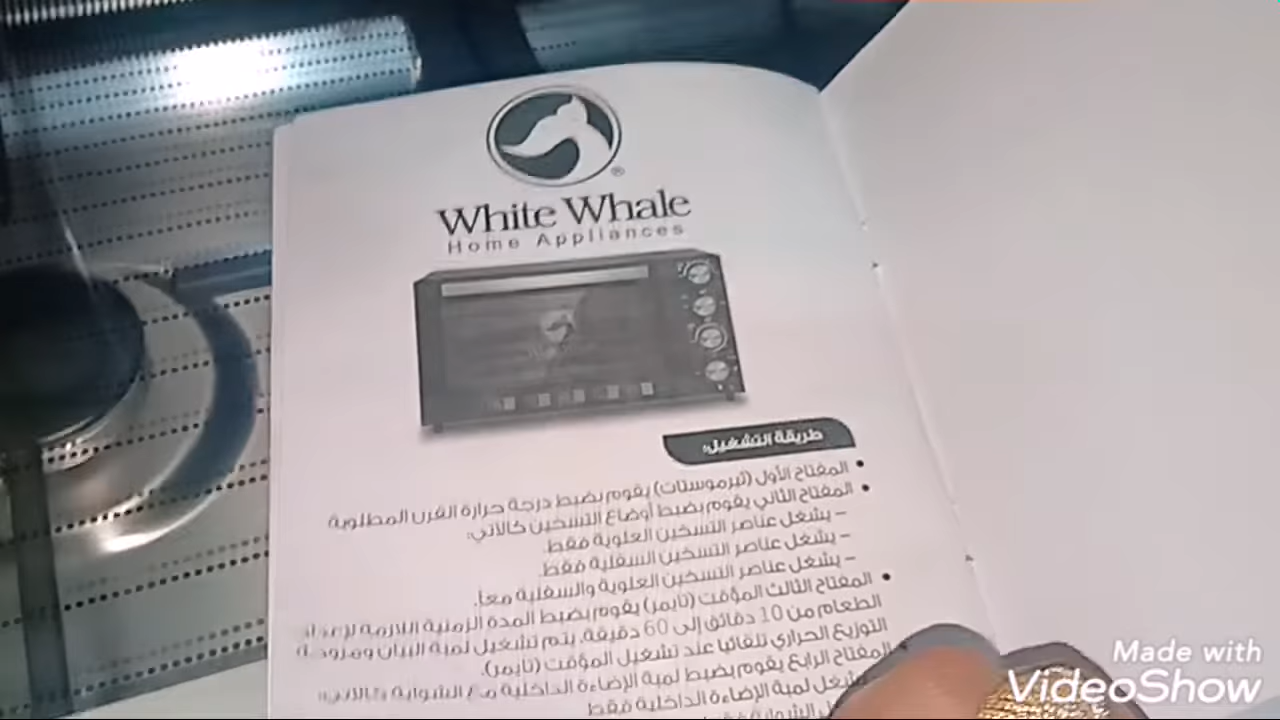 White Whale
Home Appliances
طريقة التشغيل:
• المفتاح الأول (ثيرموستات) يقوم بضبط درجة حرارة الفرن المطلوبة
• المفتاح الثاني يقوم بضبط أوضاع التسخين كالآتي:
– يشغل عناصر التسخين العلوية فقط.
– يشغل عناصر التسخين السفلية فقط.
– يشغل عناصر التسخين العلوية والسفلية معاً.
• المفتاح الثالث المؤقت (تايمر) يقوم بضبط المدة الزمنية اللازمة لإعداد
الطعام من 10 دقائق إلى 60 دقيقة، يتم تشغيل لمبة البيان ومروحة
التوزيع الحراري تلقائيا عند تشغيل المؤقت (تايمر).
المفتاح الرابع يقوم بضبط لمبة الإضاءة الداخلية مع الشواية كالآتي:
يشغل لمبة الإضاءة الداخلية فقط
الشواية
Made with
VideoShow